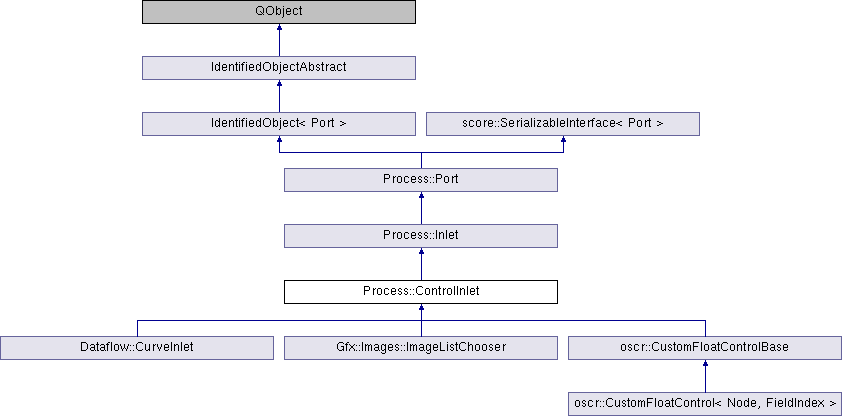 QObject
IdentifiedObjectAbstract
IdentifiedObject< Port >
score::SerializableInterface< Port >
Process::Port
Process::Inlet
Process::ControlInlet
Dataflow::CurveInlet
Gfx::Images::ImageListChooser
oscr::CustomFloatControlBase
oscr::CustomFloatControl< Node, FieldIndex >